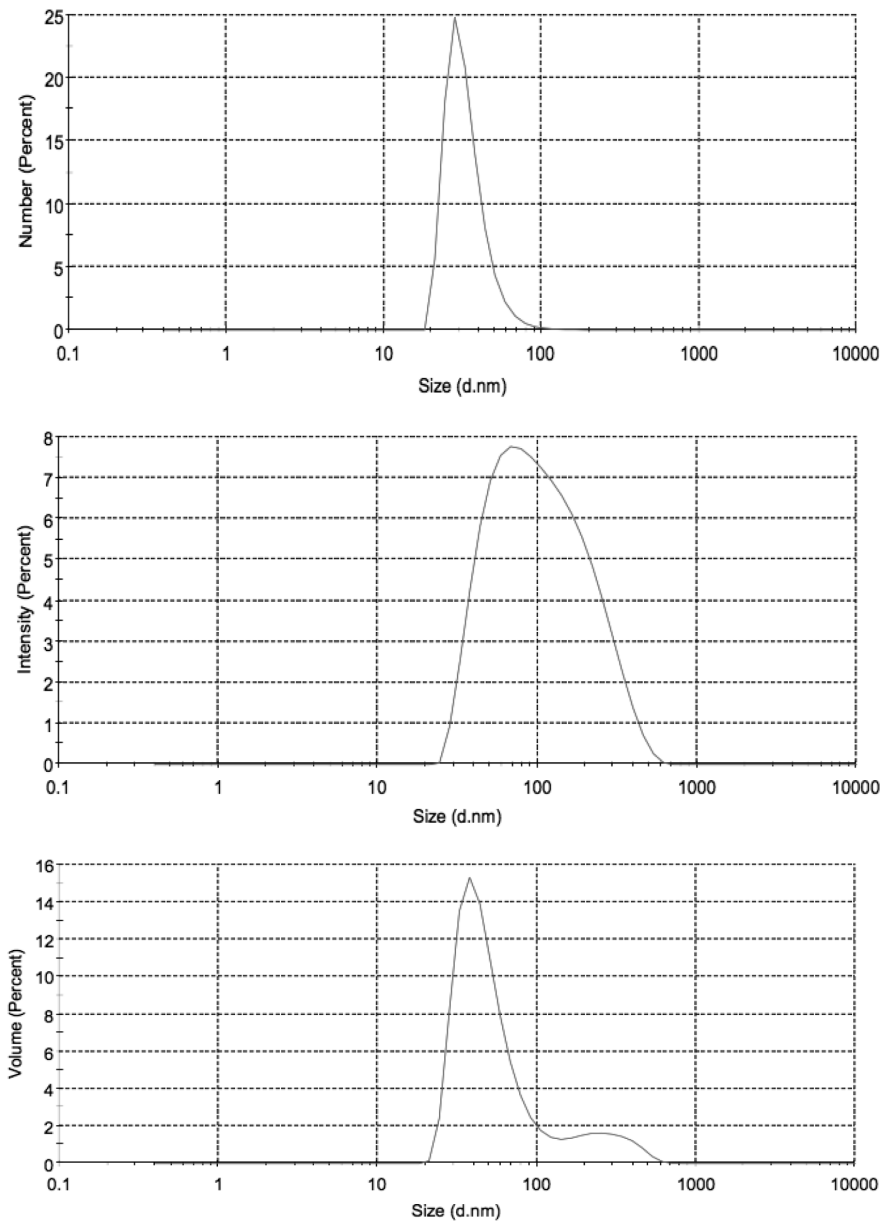 25
20
15
10
5
0
Number (Percent)
0.1 1 10 100 1000 10000
Size (d.nm)
8
7
6
5
4
3
2
1
0
Intensity (Percent)
0.1 1 10 100 1000 10000
Size (d.nm)
16
14
12
10
8
6
4
2
0
Volume (Percent)
0.1 1 10 100 1000 10000
Size (d.nm)